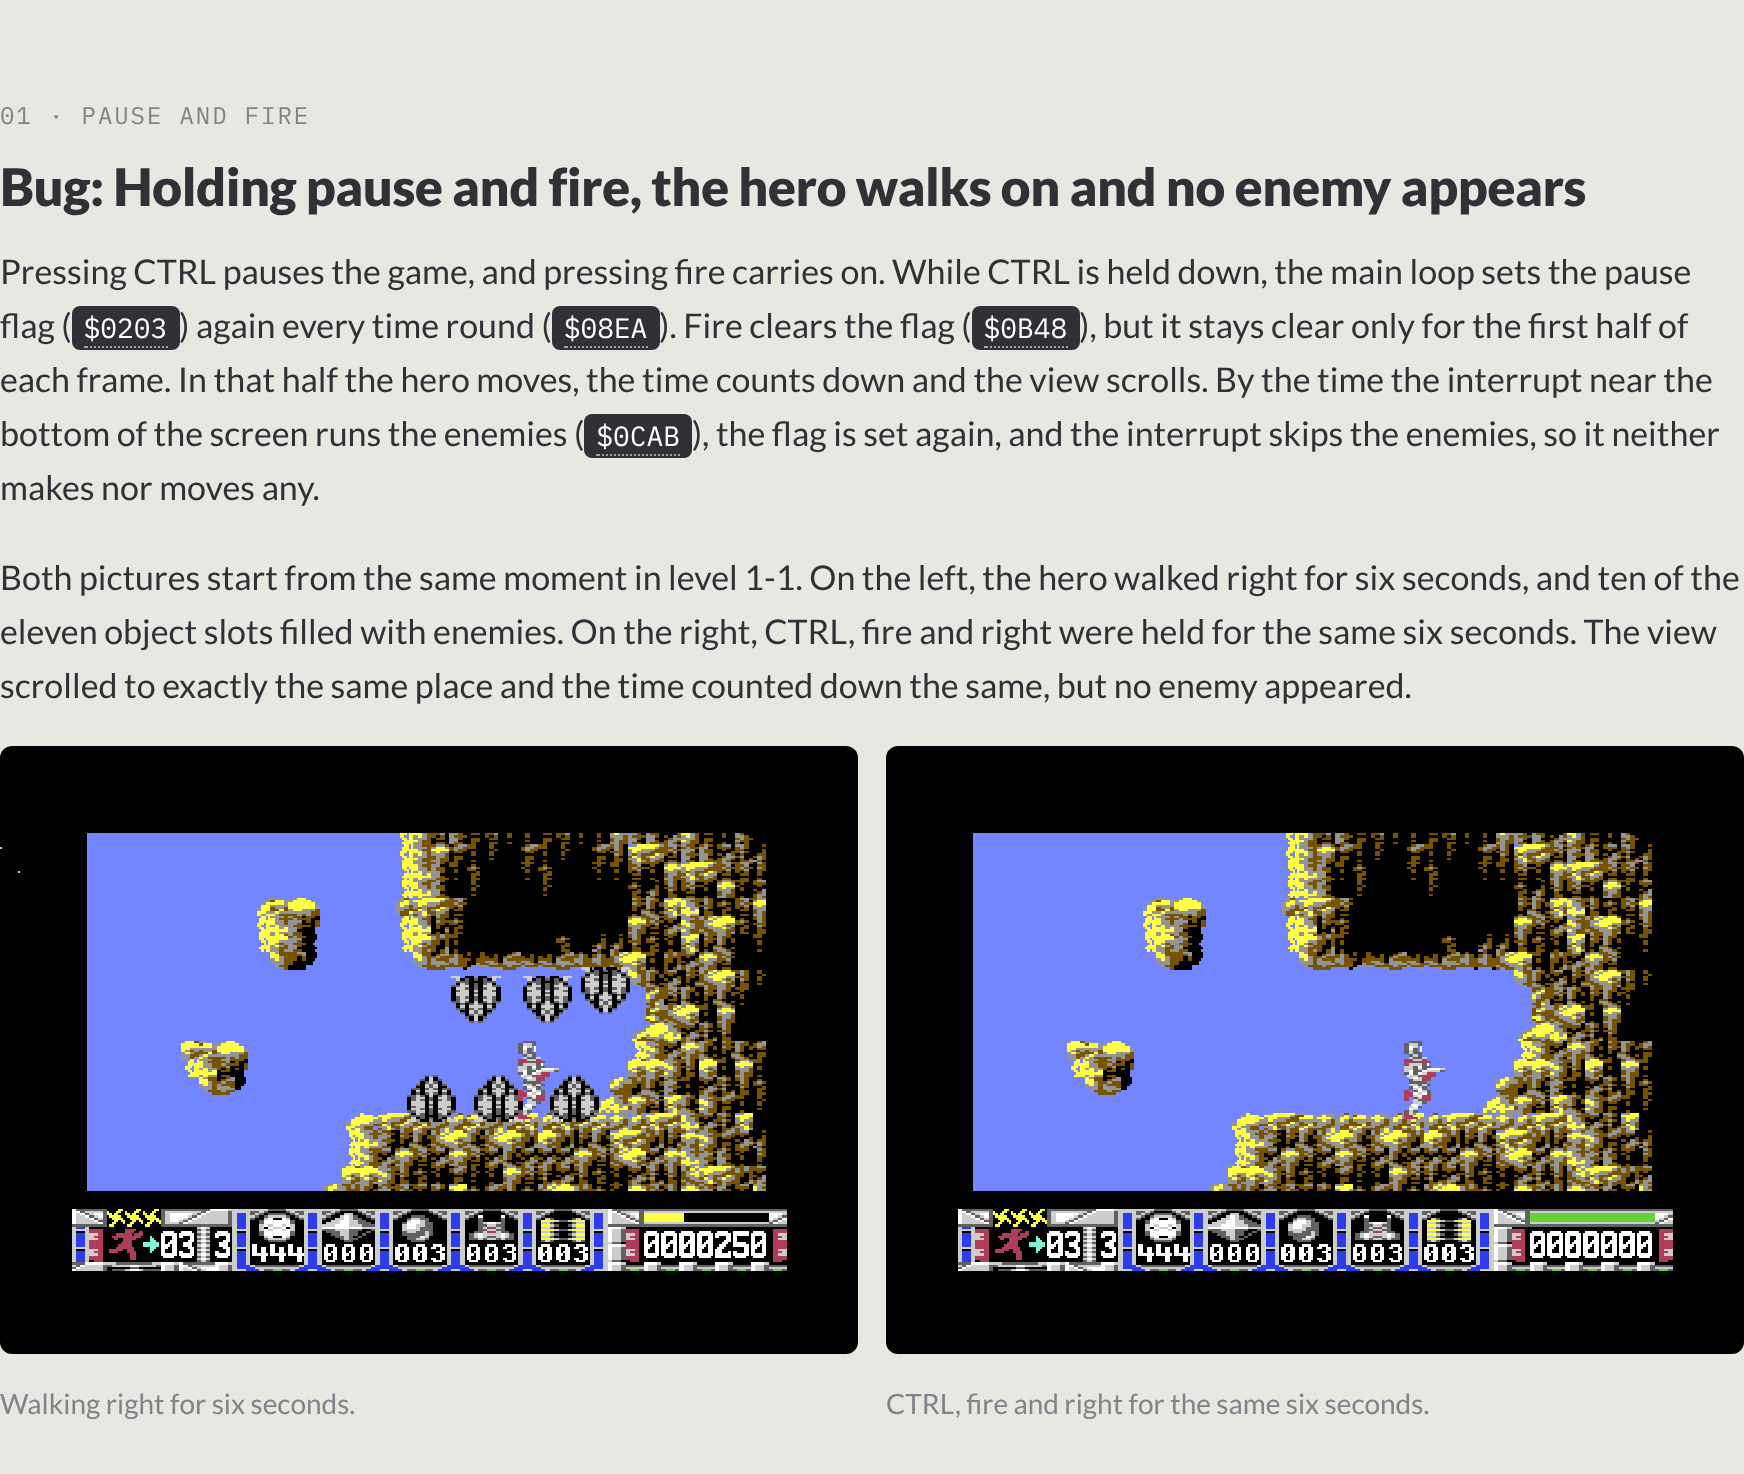 01 · PAUSE AND FIRE
Bug: Holding pause and fire, the hero walks on and no enemy appears
Pressing CTRL pauses the game, and pressing fire carries on. While CTRL is held down, the main loop sets the pause
flag ($0203) again every time round ($08EA). Fire clears the flag ($0B48), but it stays clear only for the first half of
each frame. In that half the hero moves, the time counts down and the view scrolls. By the time the interrupt near the
bottom of the screen runs the enemies ($0CAB), the flag is set again, and the interrupt skips the enemies, so it neither
makes nor moves any.
Both pictures start from the same moment in level 1-1. On the left, the hero walked right for six seconds, and ten of the
eleven object slots filled with enemies. On the right, CTRL, fire and right were held for the same six seconds. The view
scrolled to exactly the same place and the time counted down the same, but no enemy appeared.
03 3 444 000 003 003 003 0000250
03 3 444 000 003 003 003 0000000
Walking right for six seconds.
CTRL, fire and right for the same six seconds.